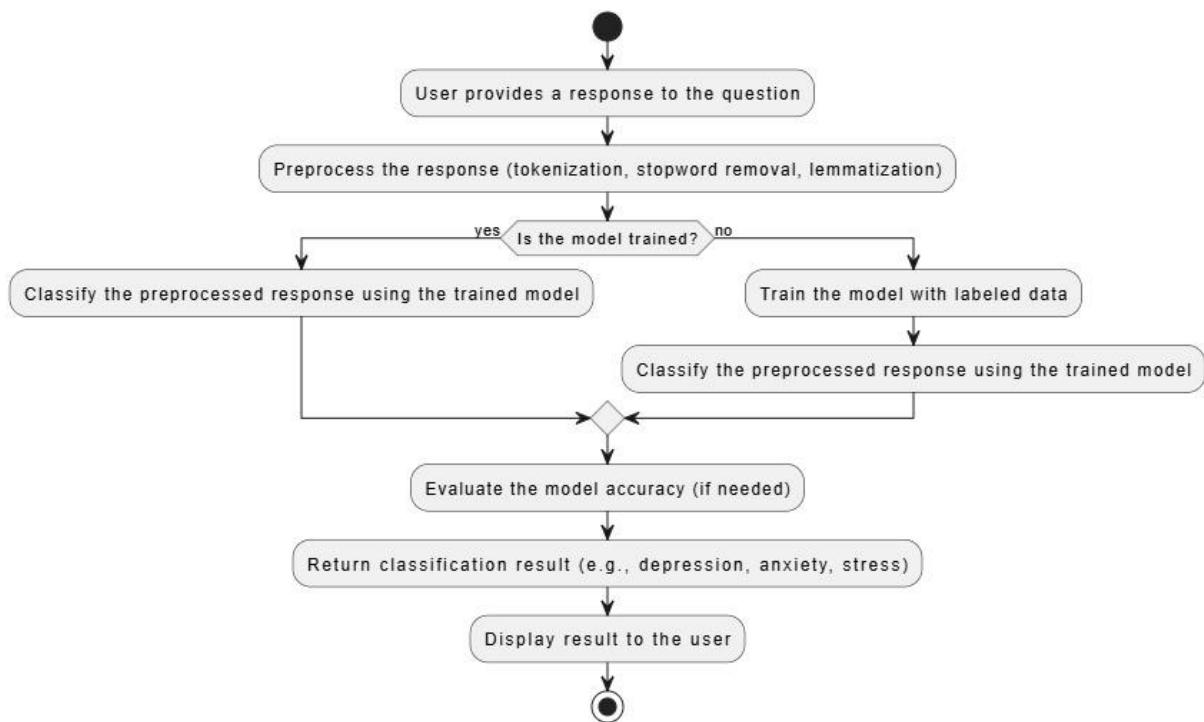 User provides a response to the question
Preprocess the response (tokenization, stopword removal, lemmatization)
yes
Is the model trained?
no
Classify the preprocessed response using the trained model
Train the model with labeled data
Classify the preprocessed response using the trained model
Evaluate the model accuracy (if needed)
Return classification result (e.g., depression, anxiety, stress)
Display result to the user